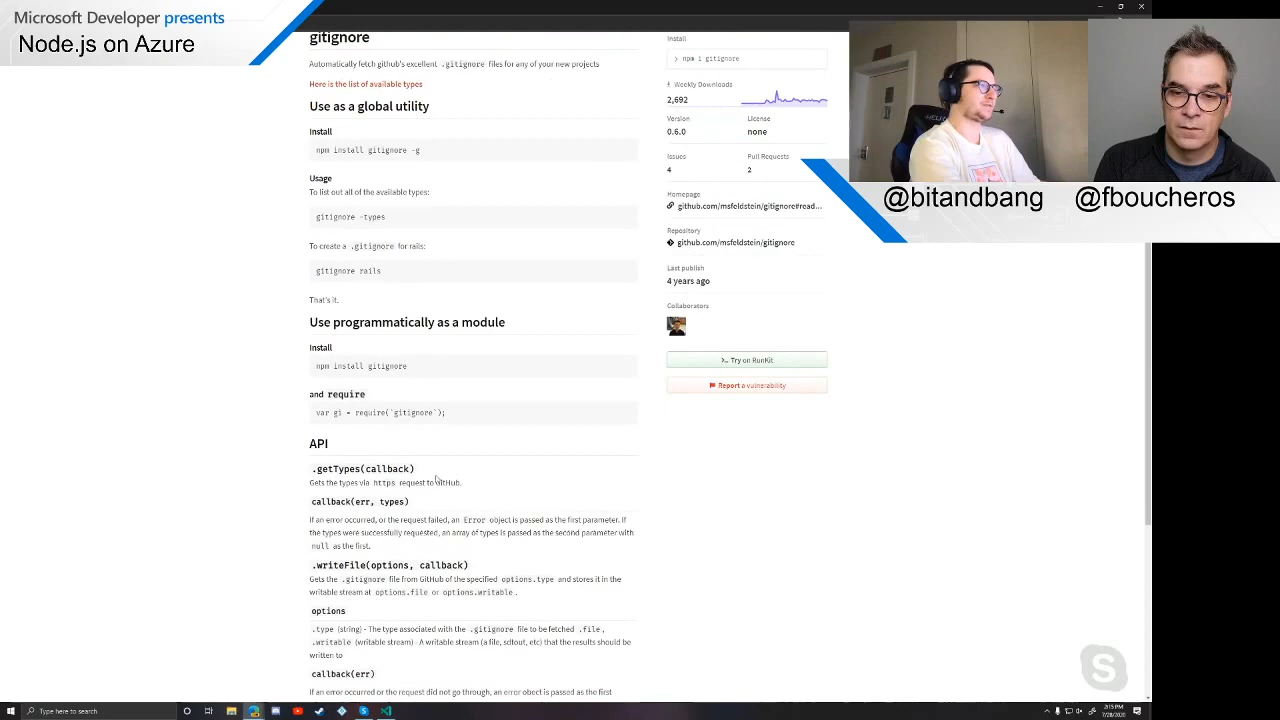 Microsoft Developer presents
Node.js on Azure
gitignore
Automatically fetch github's excellent .gitignore files for any of your new projects
Here is the list of available types
Use as a global utility
Install
npm install gitignore -g
Usage
To list out all of the available types:
gitignore -types
To create a .gitignore for rails:
gitignore rails
That's it.
Use programmatically as a module
Install
npm install gitignore
and require
var gi = require(`gitignore`);
API
.getTypes(callback)
Gets the types via https request to GitHub.
callback(err, types)
If an error occurred, or the request failed, an Error object is passed as the first parameter. If
the types were successfully requested, an array of types is passed as the second parameter with
null as the first.
.writeFile(options, callback)
Gets the .gitignore file from GitHub of the specified options.type and stores it in the
writable stream at options.file or options.writable.
options
.type (string) - The type associated with the .gitignore file to be fetched .file,
.writable (writable stream) - A writable stream (a file, sdtout, etc) that the results should be
written to
callback(err)
If an error occurred or the request did not go through, an error obect is passed as the first
Install
> npm i gitignore
Weekly Downloads
2,692
Version
License
0.6.0
none
Issues
Pull Requests
4
2
Homepage
github.com/msfeldstein/gitignore#read...
Repository
github.com/msfeldstein/gitignore
Last publish
4 years ago
Collaborators
Try on RunKit
Report a vulnerability
@bitandbang
@fboucheros
S
Type here to search
2:15 PM
7/28/2020